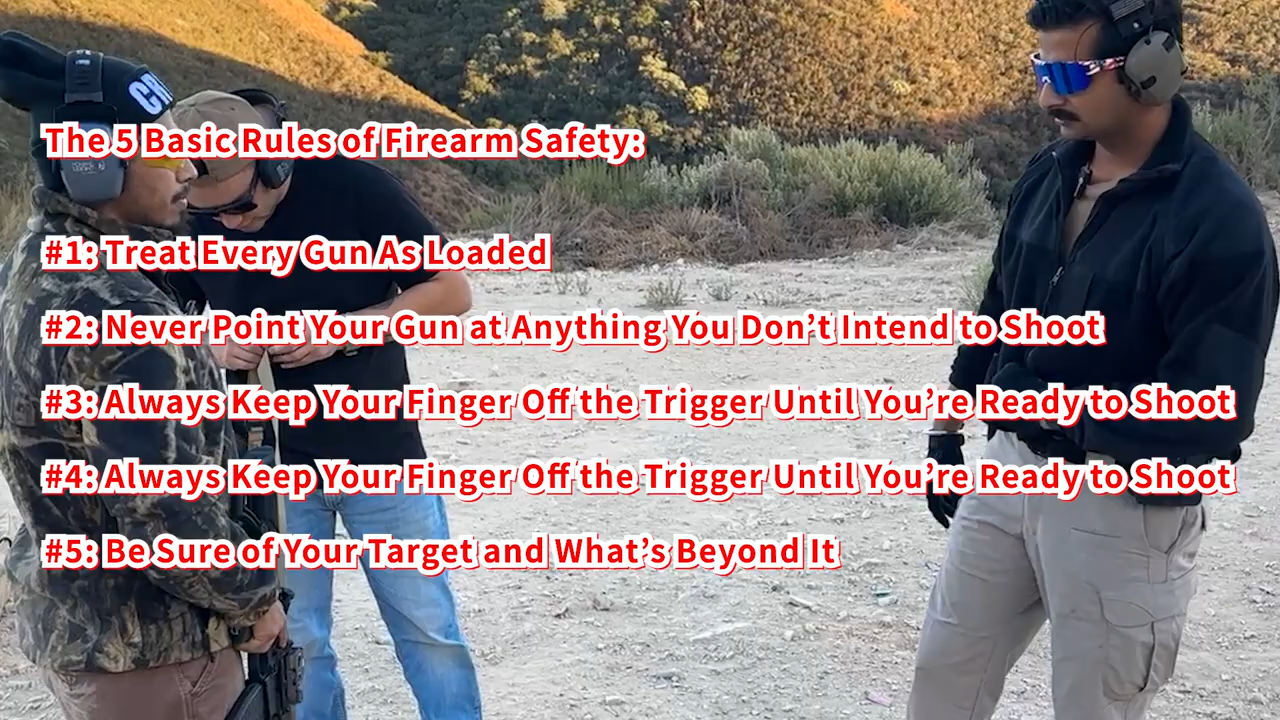 CR
The 5 Basic Rules of Firearm Safety:
#1: Treat Every Gun As Loaded
#2: Never Point Your Gun at Anything You Don’t Intend to Shoot
#3: Always Keep Your Finger Off the Trigger Until You’re Ready to Shoot
#4: Always Keep Your Finger Off the Trigger Until You’re Ready to Shoot
#5: Be Sure of Your Target and What’s Beyond It